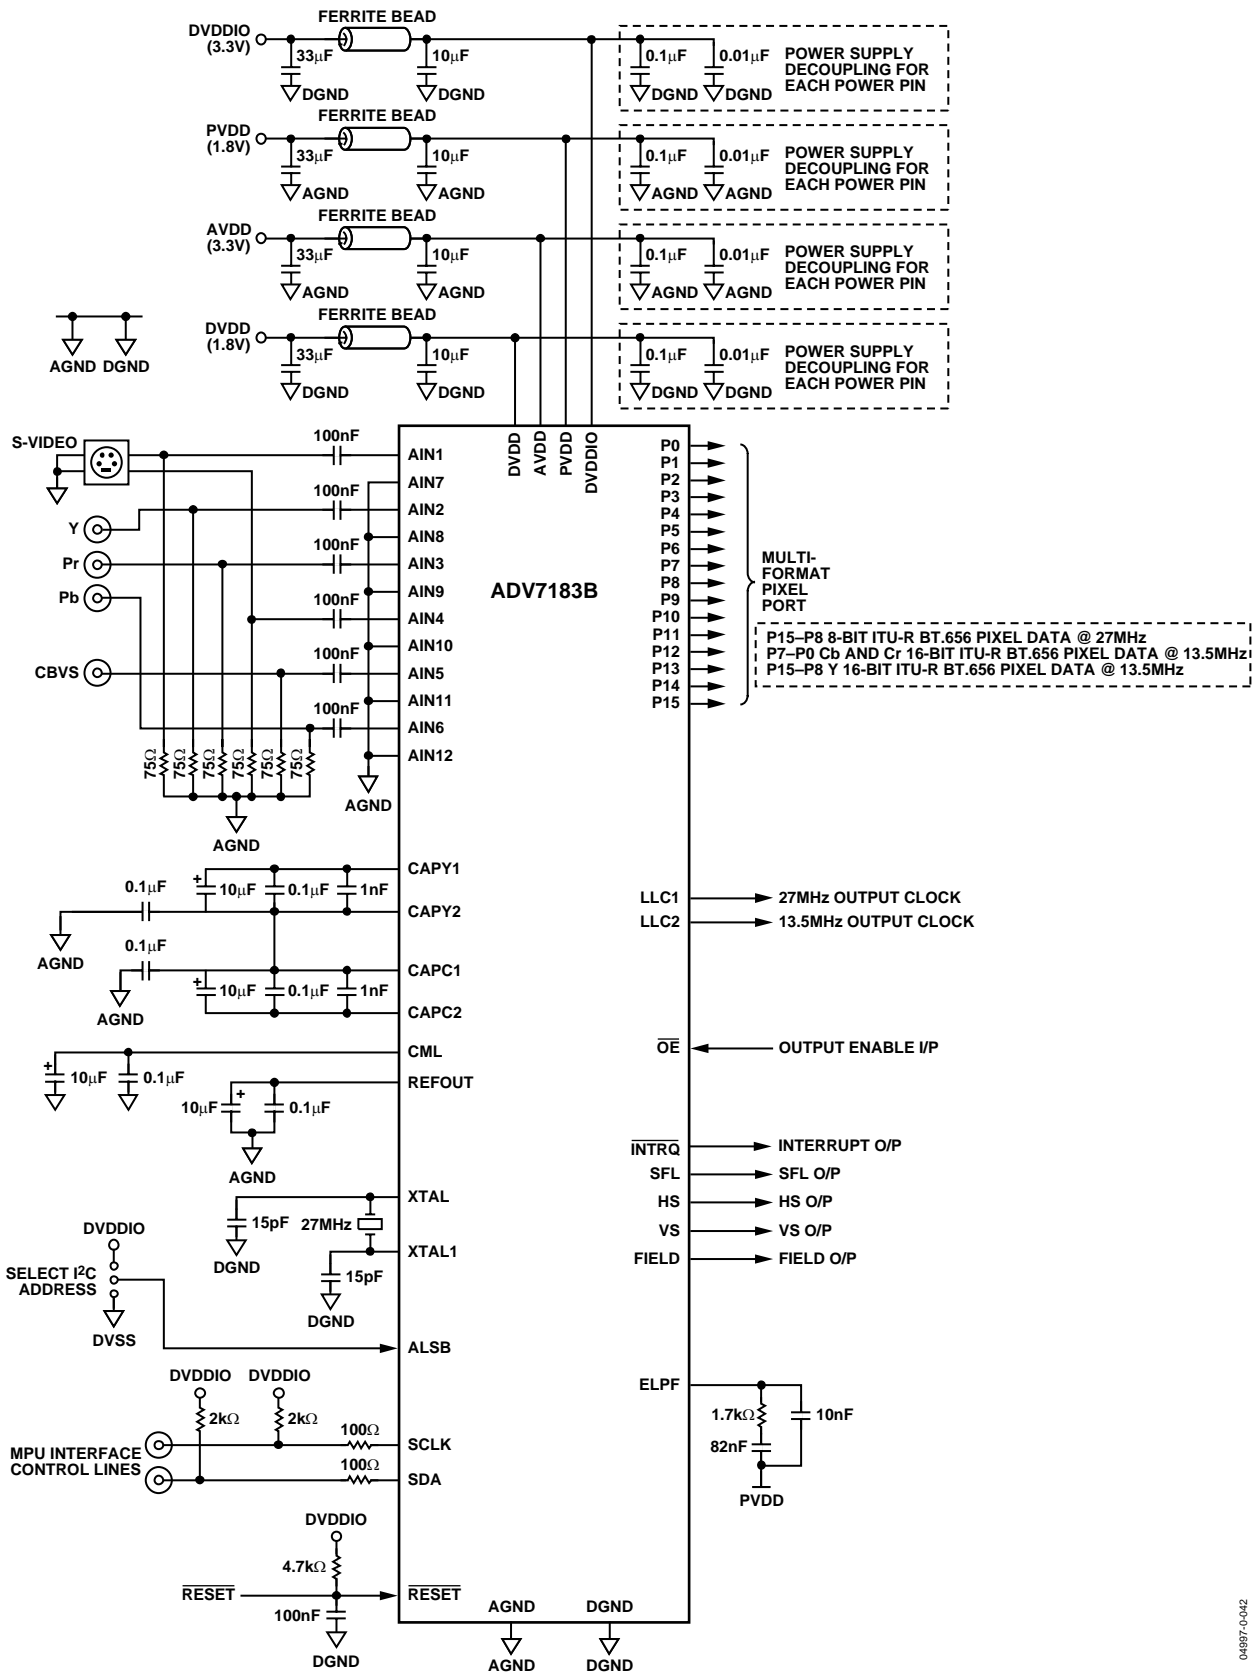 FERRITE BEAD
DVDDIO
(3.3V)
33μF
10μF
0.1μF
0.01μF
DGND
DGND
DGND
DGND
POWER SUPPLY
DECOUPLING FOR
EACH POWER PIN
FERRITE BEAD
PVDD
(1.8V)
33μF
10μF
0.1μF
0.01μF
AGND
AGND
AGND
AGND
POWER SUPPLY
DECOUPLING FOR
EACH POWER PIN
FERRITE BEAD
AVDD
(3.3V)
33μF
10μF
0.1μF
0.01μF
AGND
AGND
AGND
AGND
POWER SUPPLY
DECOUPLING FOR
EACH POWER PIN
FERRITE BEAD
DVDD
(1.8V)
33μF
10μF
0.1μF
0.01μF
DGND
DGND
DGND
DGND
POWER SUPPLY
DECOUPLING FOR
EACH POWER PIN
AGND DGND
S-VIDEO
Y
Pr
Pb
CBVS
100nF
100nF
100nF
100nF
100nF
100nF
75Ω
75Ω
75Ω
75Ω
75Ω
75Ω
AGND
AGND
AIN1
AIN7
AIN2
AIN8
AIN3
AIN9
AIN4
AIN10
AIN5
AIN11
AIN6
AIN12
DVDD
AVDD
PVDD
DVDDIO
ADV7183B
P0
P1
P2
P3
P4
P5
P6
P7
P8
P9
P10
P11
P12
P13
P14
P15
MULTI-
FORMAT
PIXEL
PORT
P15–P8 8-BIT ITU-R BT.656 PIXEL DATA @ 27MHz
P7–P0 Cb AND Cr 16-BIT ITU-R BT.656 PIXEL DATA @ 13.5MHz
P15–P8 Y 16-BIT ITU-R BT.656 PIXEL DATA @ 13.5MHz
CAPY1
0.1μF
+
10μF
0.1μF
1nF
CAPY2
AGND
0.1μF
CAPC1
+
10μF
0.1μF
1nF
AGND
CAPC2
LLC1
27MHz OUTPUT CLOCK
LLC2
13.5MHz OUTPUT CLOCK
CML
+
10μF
0.1μF
REFOUT
10μF
+
0.1μF
AGND
OE
OUTPUT ENABLE I/P
INTRQ
INTERRUPT O/P
SFL
SFL O/P
HS
HS O/P
VS
VS O/P
FIELD
FIELD O/P
XTAL
15pF
27MHz
DGND
XTAL1
15pF
DGND
DVDDIO
SELECT I2C
ADDRESS
DVSS
ALSB
DVDDIO
DVDDIO
2kΩ
2kΩ
MPU INTERFACE
CONTROL LINES
100Ω
SCLK
100Ω
SDA
ELPF
1.7kΩ
10nF
82nF
PVDD
DVDDIO
4.7kΩ
RESET
RESET
100nF
DGND
AGND
DGND
AGND
DGND
04997-0-042